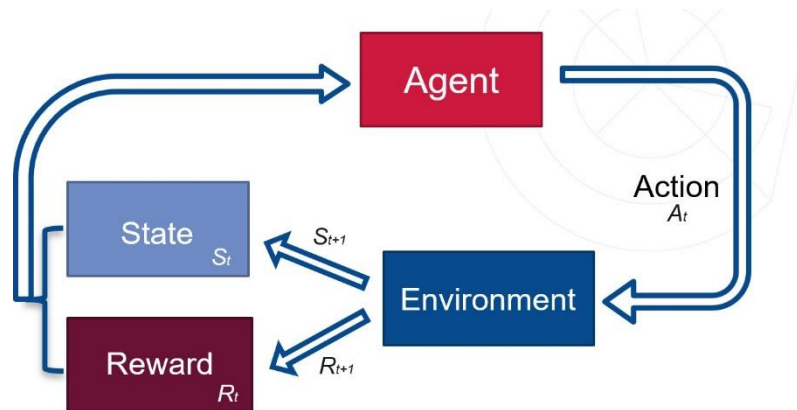 Agent
Action
At
State
St
St+1
Environment
Reward
Rt
Rt+1